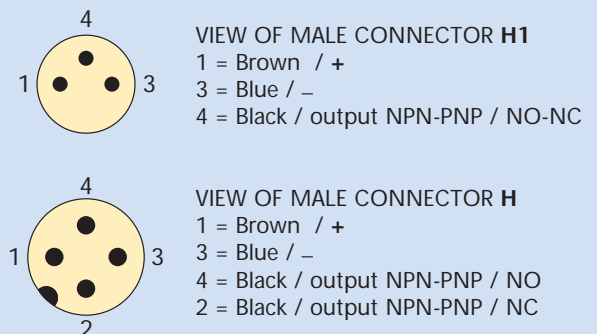 4
1
3
VIEW OF MALE CONNECTOR H1
1 = Brown / +
3 = Blue / –
4 = Black / output NPN-PNP / NO-NC
4
1
3
2
VIEW OF MALE CONNECTOR H
1 = Brown / +
3 = Blue / –
4 = Black / output NPN-PNP / NO
2 = Black / output NPN-PNP / NC